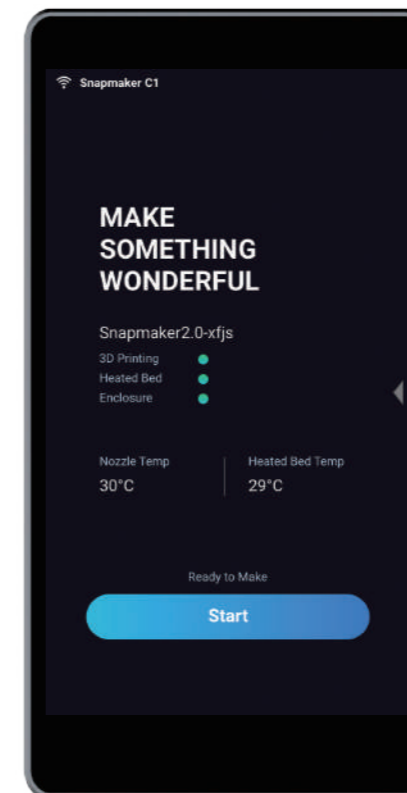 Snapmaker C1
MAKE
SOMETHING
WONDERFUL
Snapmaker2.0-xfjs
3D Printing
Heated Bed
Enclosure
Nozzle Temp
30°C
Heated Bed Temp
29°C
Ready to Make
Start